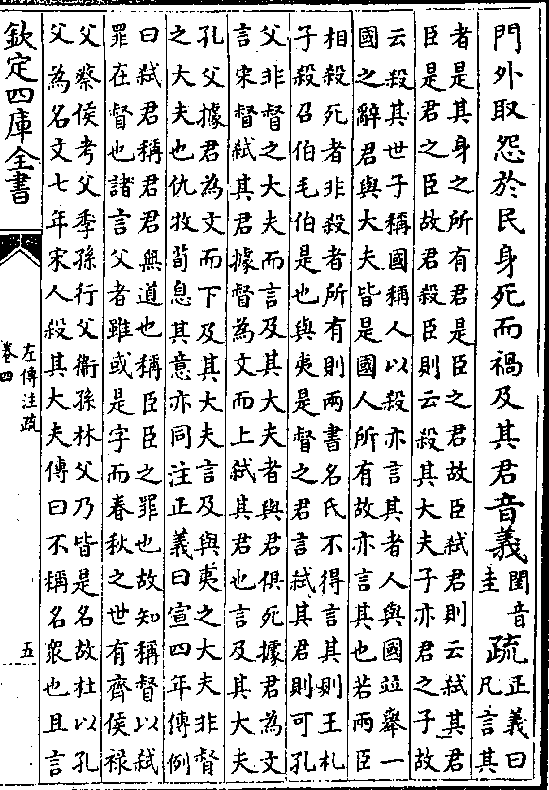 門外取怨於民身死而禍及其君音義閨音圭疏正義曰凡言其
者是其身之所有君是臣之君故臣弑君則云弑其君
臣是君之臣故君殺臣則云殺其大夫子亦君之子故
云殺其世子稱國稱人以殺亦言其者人與國並舉一
國之辭君與大夫皆是國人所有故亦言其也若兩臣
相殺死者非殺者所有則兩書名氏不得言其則王札
子殺召伯毛伯是也與夷是督之君言弑其君則可孔
父非督之大夫而言及其大夫者與君俱死據君為文
言宋督弑其君據督為文而上弑其君也言及其大夫
孔父據君為文而下及其大夫言及與夷之大夫非督
之大夫也仇牧荀息其意亦同注正義曰宣四年傳例
曰弑君稱君君無道也稱臣臣之罪也故知稱督以弑
罪在督也諸言父者雖或是字而春秋之世有齊侯祿
父蔡侯考父季孫行父衞孫林父乃皆是名故杜以孔
父為名文七年宋人殺其大夫傳曰不稱名衆也且言
欽定四庫全書
左傳注疏
卷四
五